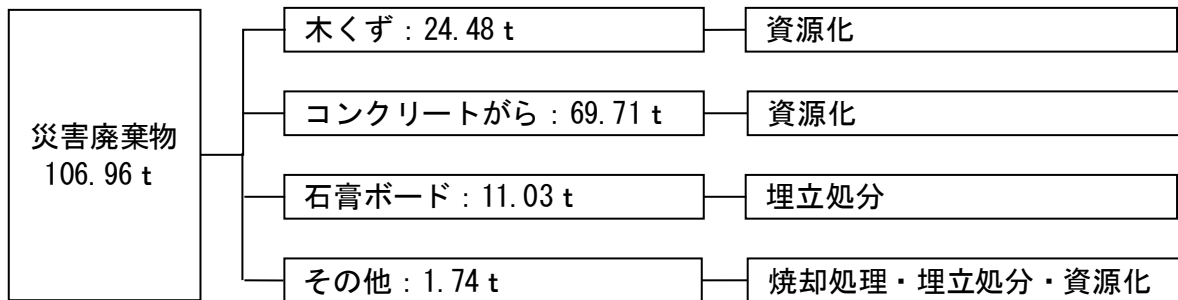 災害廃棄物
106.96 t
木くず：24.48 t
資源化
コンクリートがら：69.71 t
資源化
石膏ボード：11.03 t
埋立処分
その他：1.74 t
焼却処理・埋立処分・資源化